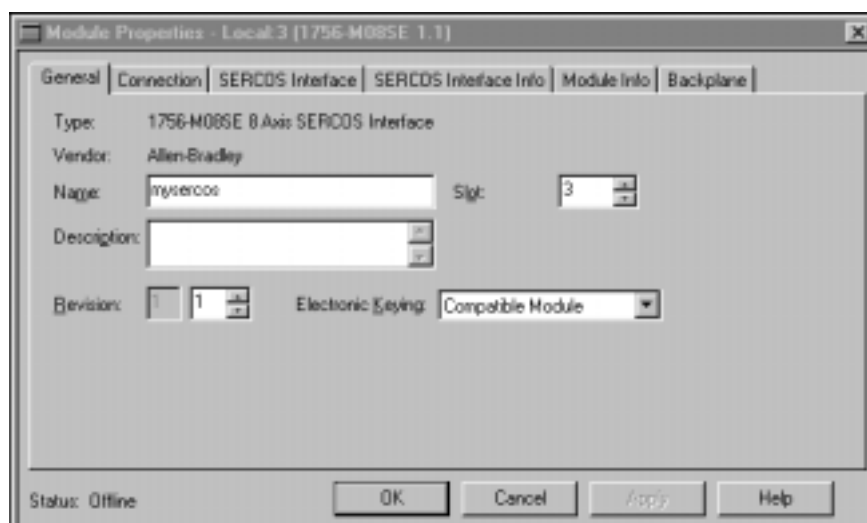 Module Properties - Local:3 (1756-M08SE 1.1)
General Connection SERCOS Interface SERCOS Interface Info Module Info Backplane
Type: 1756-M08SE 8 Axis SERCOS Interface
Vendor: Allen-Bradley
Name: mysercos Slot: 3
Description:
Revision: 1 1 Electronic Keying: Compatible Module
Status: Offline OK Cancel Apply Help